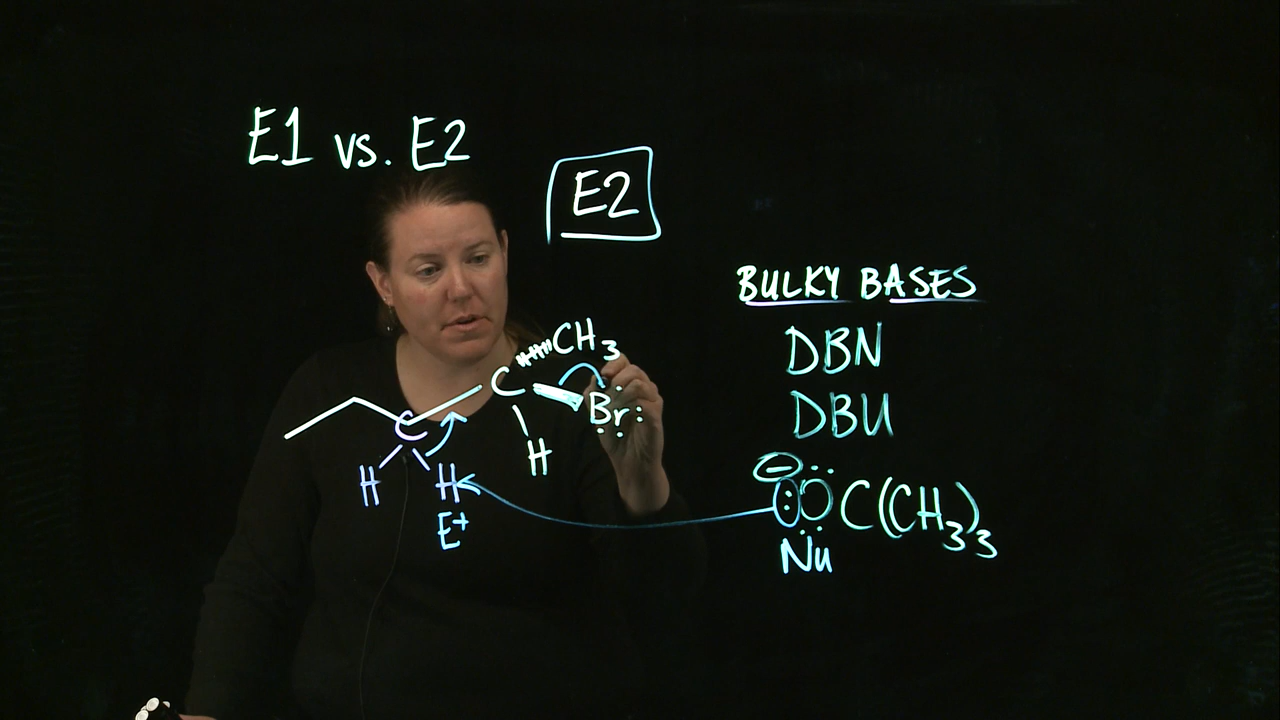 E1 vs. E2
E2
BULKY BASES
DBN
DBU
⊖
:Ö C(CH3)3
Nu
CH3
C
Br
C
H
H H
E+